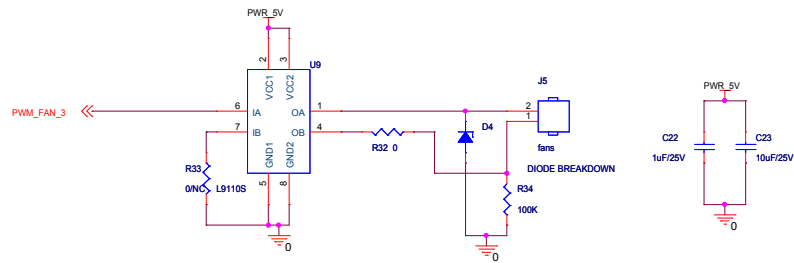 PWR_5V
U9
2
3
VCC1
VCC2
J5
PWR_5V
PWM_FAN_3
6
IA
OA
1
2
7
IB
OB
4
1
D4
C22
C23
R32 0
fans
1uF/25V
10uF/25V
GND1
GND2
DIODE BREAKDOWN
R33
0/NC
L9110S
5
8
R34
100K
0
0
0